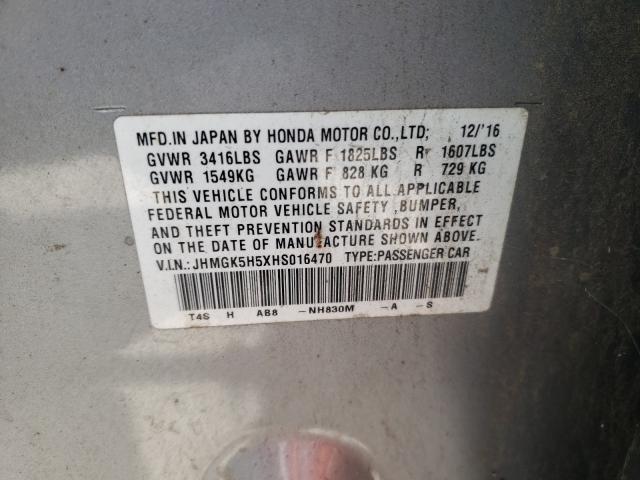 MFD.IN JAPAN BY HONDA MOTOR CO.,LTD; 12/'16
GVWR 3416LBS GAWR F 1825LBS R 1607LBS
GVWR 1549KG GAWR F 828 KG R 729 KG
THIS VEHICLE CONFORMS TO ALL APPLICABLE
FEDERAL MOTOR VEHICLE SAFETY ,BUMPER,
AND THEFT PREVENTION STANDARDS IN EFFECT
ON THE DATE OF MANUFACTURE SHOWN ABOVE.
V.I.N.: JHMGK5H5XHS016470 TYPE:PASSENGER CAR
T4S H AB8 -NH830M -A -S